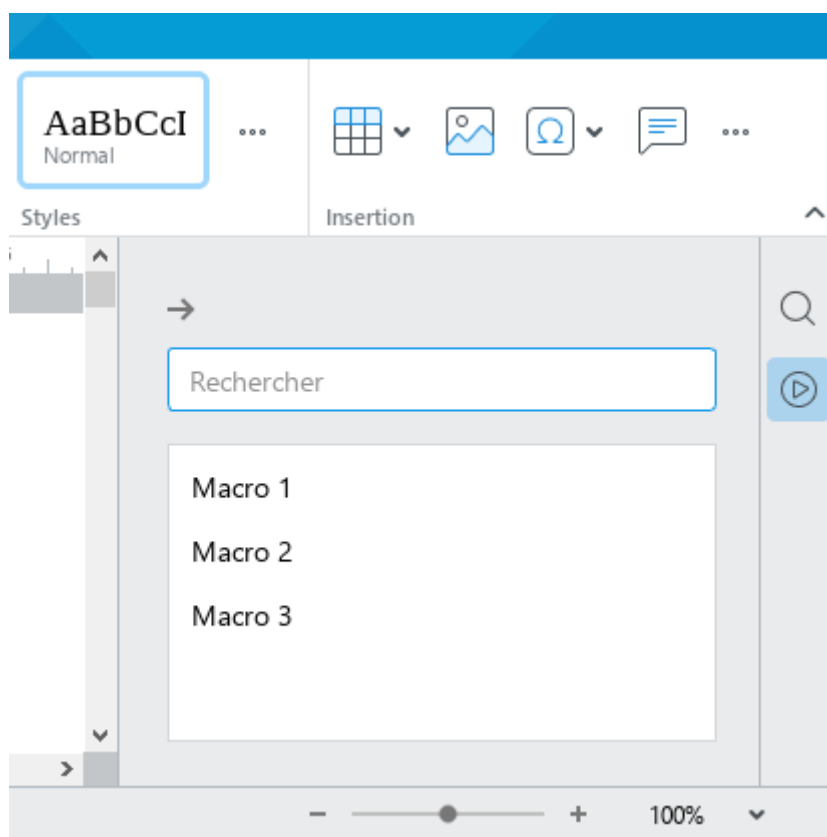 AaBbCcI
Normal
Styles
Insertion
Rechercher
Macro 1
Macro 2
Macro 3
100%